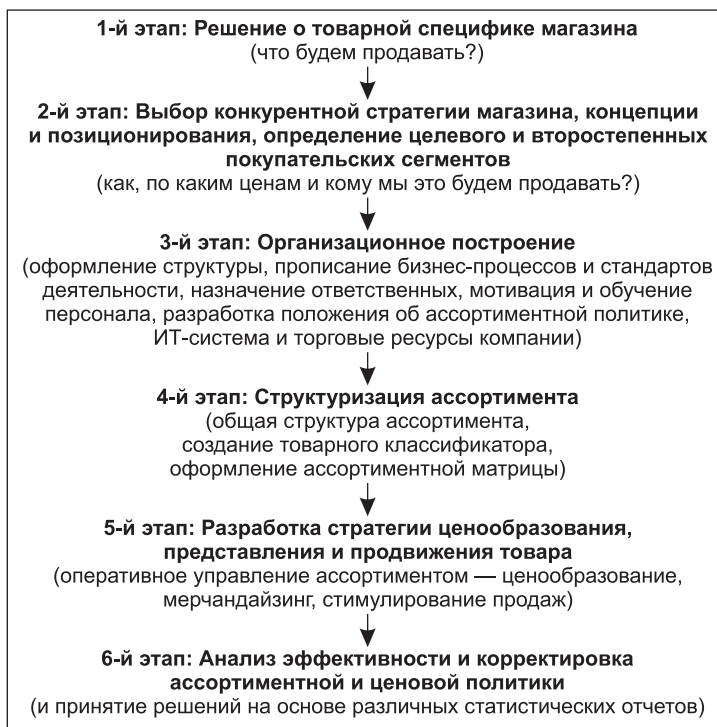 1-й этап: Решение о товарной специфике магазина
(что будем продавать?)
2-й этап: Выбор конкурентной стратегии магазина, концепции
и позиционирования, определение целевого и второстепенных
покупательских сегментов
(как, по каким ценам и кому мы это будем продавать?)
3-й этап: Организационное построение
(оформление структуры, прописание бизнес-процессов и стандартов
деятельности, назначение ответственных, мотивация и обучение
персонала, разработка положения об ассортиментной политике,
ИТ-система и торговые ресурсы компании)
4-й этап: Структуризация ассортимента
(общая структура ассортимента,
создание товарного классификатора,
оформление ассортиментной матрицы)
5-й этап: Разработка стратегии ценообразования,
представления и продвижения товара
(оперативное управление ассортиментом — ценообразование,
мерчандайзинг, стимулирование продаж)
6-й этап: Анализ эффективности и корректировка
ассортиментной и ценовой политики
(и принятие решений на основе различных статистических отчетов)